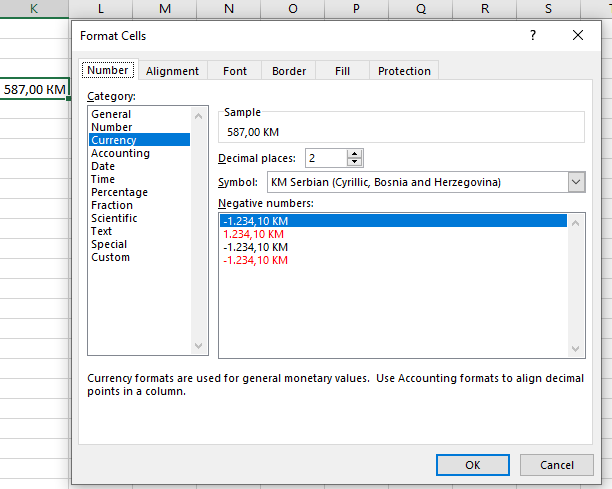 K L M N O P Q R S
Format Cells ?
Number Alignment Font Border Fill Protection
587,00 KM
Category:
General
Number
Currency
Accounting
Date
Time
Percentage
Fraction
Scientific
Text
Special
Custom
Sample
587,00 KM
Decimal places: 2
Symbol: KM Serbian (Cyrillic, Bosnia and Herzegovina)
Negative numbers:
-1.234,10 KM
1.234,10 KM
-1.234,10 KM
-1.234,10 KM
Currency formats are used for general monetary values.  Use Accounting formats to align decimal
points in a column.
OK Cancel